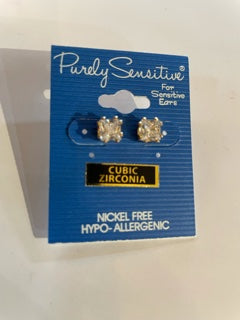 Purely Sensitive®
For
Sensitive
Ears
CUBIC
ZIRCONIA
NICKEL FREE
HYPO-ALLERGENIC